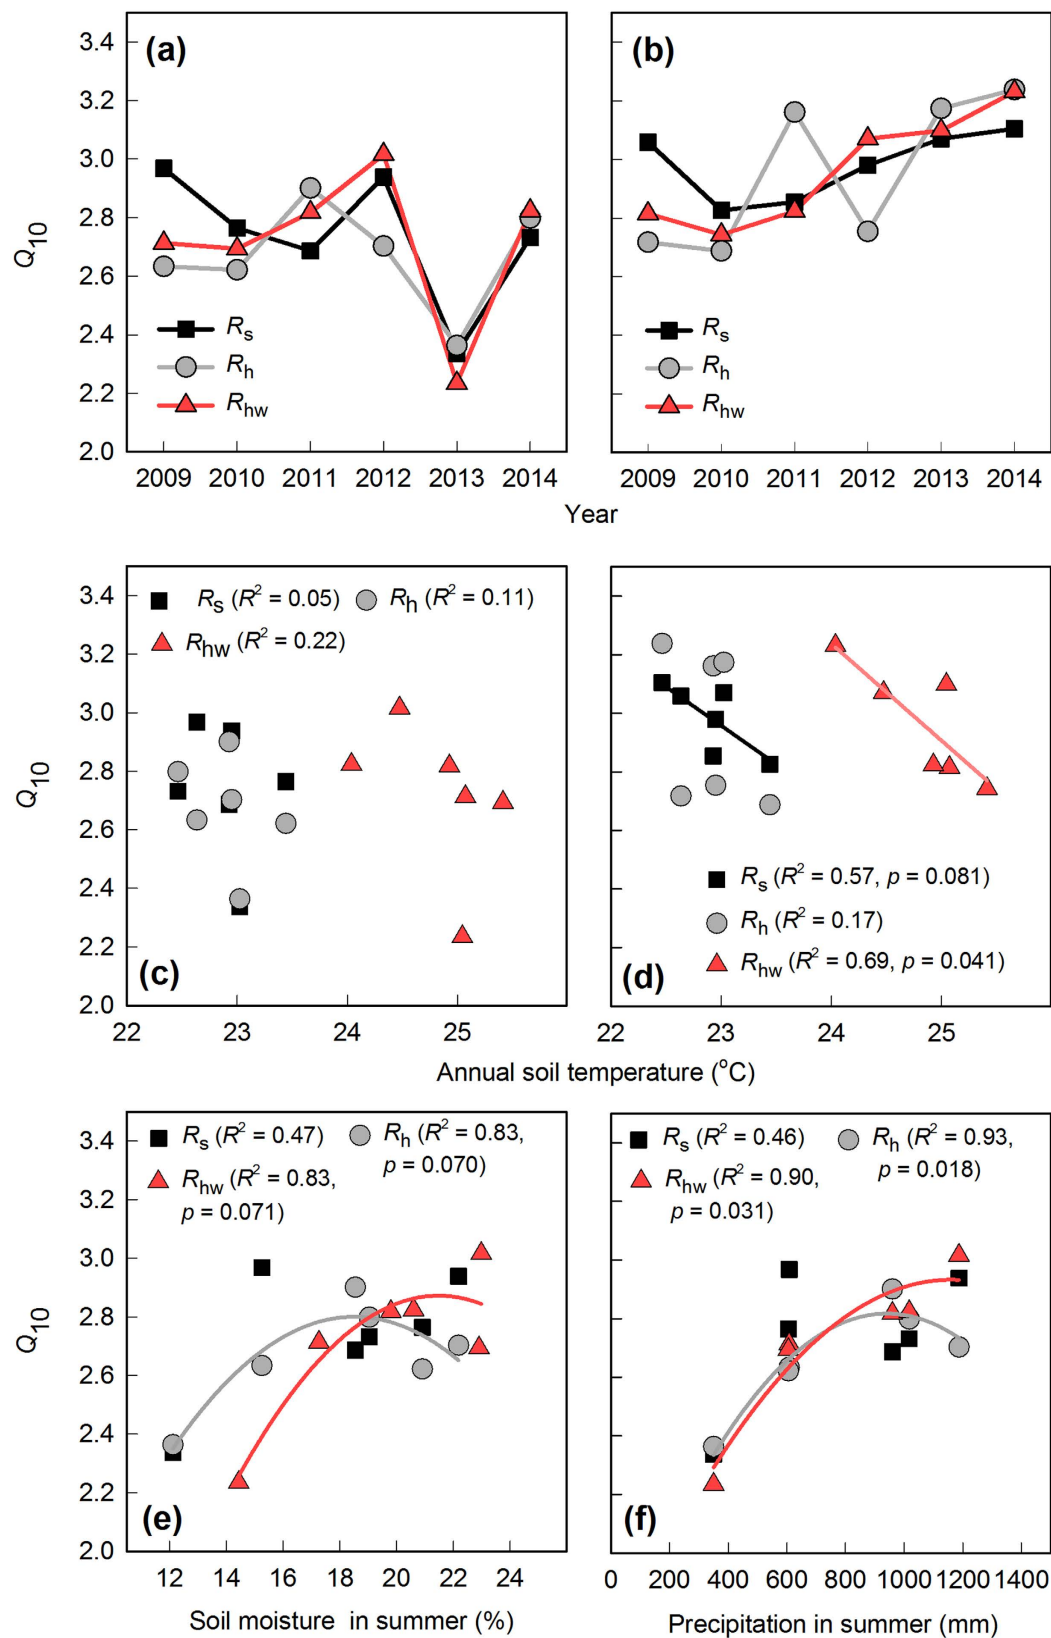 (a)
(b)
3.4
3.2
3.0
2.8
2.6
2.4
2.2
2.0
Q10
Rs
Rh
Rhw
Rs
Rh
Rhw
2009 2010 2011 2012 2013 2014
2009 2010 2011 2012 2013 2014
Year
3.4
3.2
3.0
2.8
2.6
2.4
2.2
2.0
Q10
Rs (R² = 0.05) Rh (R² = 0.11)
Rhw (R² = 0.22)
(c)
Rs (R² = 0.57, p = 0.081)
Rh (R² = 0.17)
Rhw (R² = 0.69, p = 0.041)
(d)
22 23 24 25
22 23 24 25
Annual soil temperature (°C)
3.4
3.2
3.0
2.8
2.6
2.4
2.2
2.0
Q10
Rs (R² = 0.47)
Rh (R² = 0.83,
p = 0.070)
Rhw (R² = 0.83,
p = 0.071)
(e)
Rs (R² = 0.46)
Rh (R² = 0.93,
p = 0.018)
Rhw (R² = 0.90,
p = 0.031)
(f)
12 14 16 18 20 22 24
0 200 400 600 800 1000 1200 1400
Soil moisture in summer (%)
Precipitation in summer (mm)